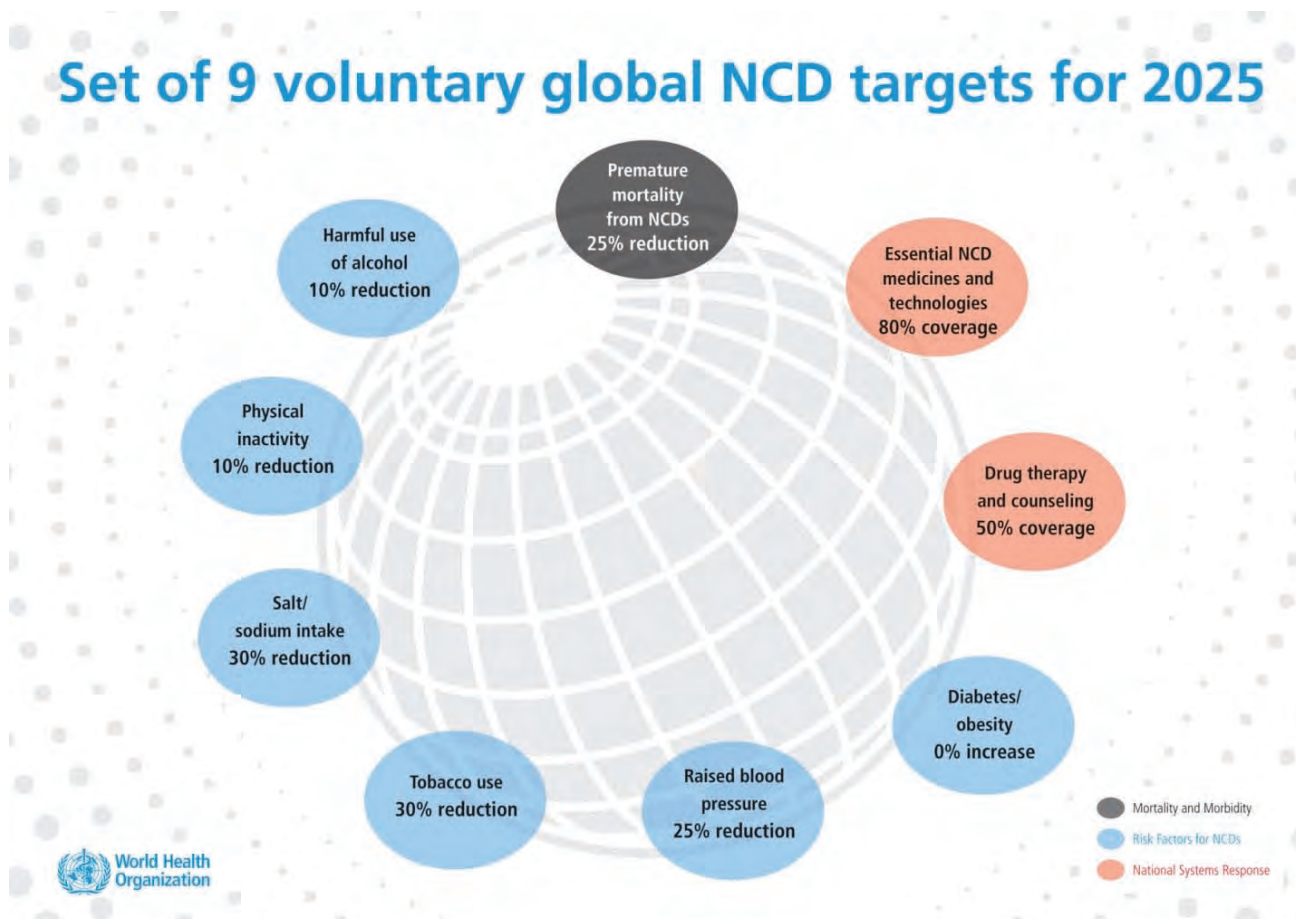 Set of 9 voluntary global NCD targets for 2025
Premature
mortality
from NCDs
25% reduction
Harmful use
of alcohol
10% reduction
Essential NCD
medicines and
technologies
80% coverage
Physical
inactivity
10% reduction
Drug therapy
and counseling
50% coverage
Salt/
sodium intake
30% reduction
Diabetes/
obesity
0% increase
Tobacco use
30% reduction
Raised blood
pressure
25% reduction
Mortality and Morbidity
Risk Factors for NCDs
National Systems Response
World Health
Organization